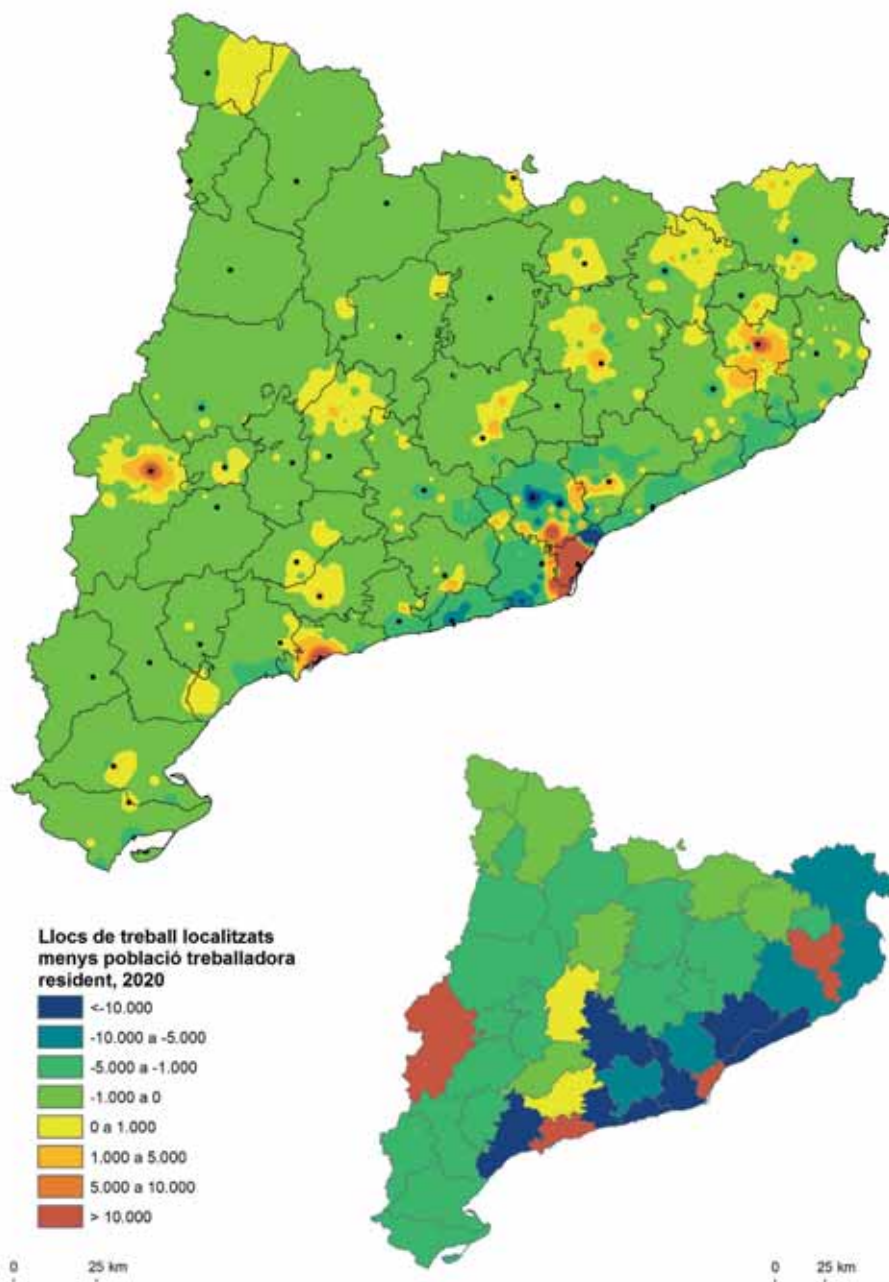 Llocs de treball localitzats
menys població treballadora
resident, 2020
<-10.000
-10.000 a -5.000
-5.000 a -1.000
-1.000 a 0
0 a 1.000
1.000 a 5.000
5.000 a 10.000
> 10.000
0 25 km
0 25 km